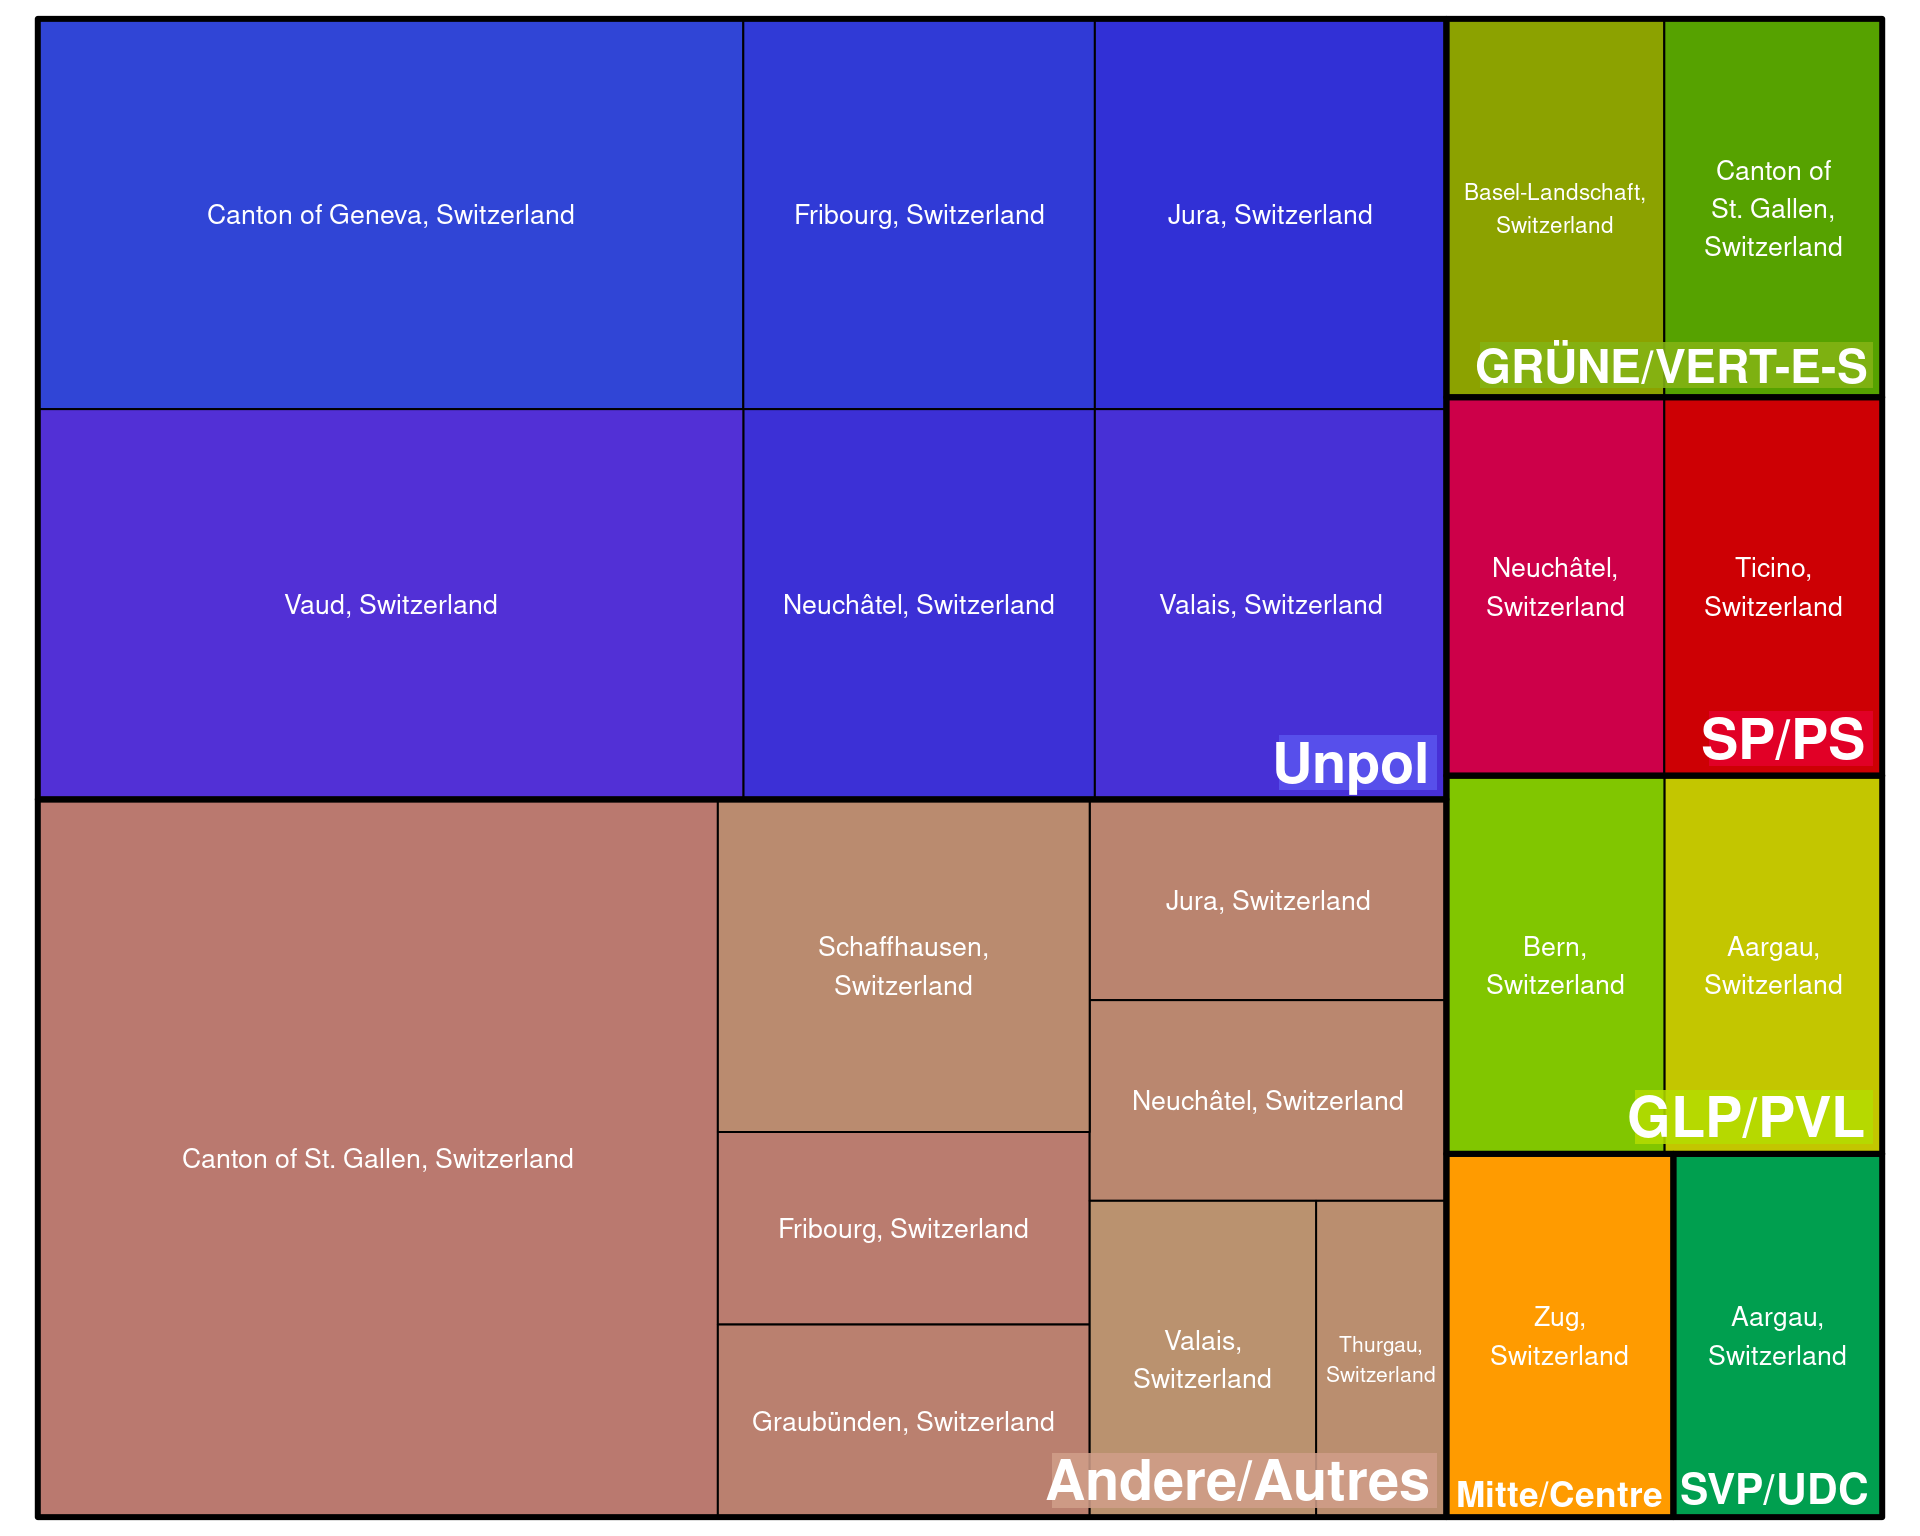 Canton of Geneva, Switzerland
Fribourg, Switzerland
Jura, Switzerland
Vaud, Switzerland
Neuchâtel, Switzerland
Valais, Switzerland
Unpol
Canton of St. Gallen, Switzerland
Schaffhausen,
Switzerland
Fribourg, Switzerland
Graubünden, Switzerland
Jura, Switzerland
Neuchâtel, Switzerland
Valais,
Switzerland
Thurgau,
Switzerland
Andere/Autres
Basel-Landschaft,
Switzerland
Canton of
St. Gallen,
Switzerland
GRÜNE/VERT-E-S
Neuchâtel,
Switzerland
Ticino,
Switzerland
SP/PS
Bern,
Switzerland
Aargau,
Switzerland
GLP/PVL
Zug,
Switzerland
Mitte/Centre
Aargau,
Switzerland
SVP/UDC